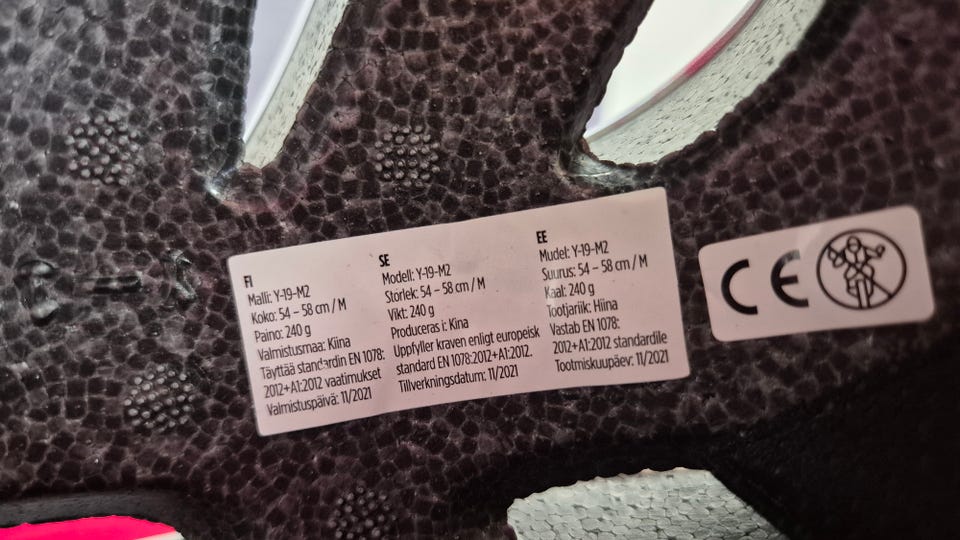 FI
Malli: Y-19-M2
Koko: 54 – 58 cm / M
Paino: 240 g
Valmistusmaa: Kiina
Täyttää standardin EN 1078:
2012+A1:2012 vaatimukset
Valmistuspäivä: 11/2021
SE
Modell: Y-19-M2
Storlek: 54 – 58 cm / M
Vikt: 240 g
Produceras i: Kina
Uppfyller kraven enligt europeisk
standard EN 1078:2012+A1:2012.
Tillverkningsdatum: 11/2021
EE
Mudel: Y-19-M2
Suurus: 54 – 58 cm / M
Kaal: 240 g
Tootjariik: Hiina
Vastab EN 1078:
2012+A1:2012 standardile
Tootmiskuupäev: 11/2021
CE